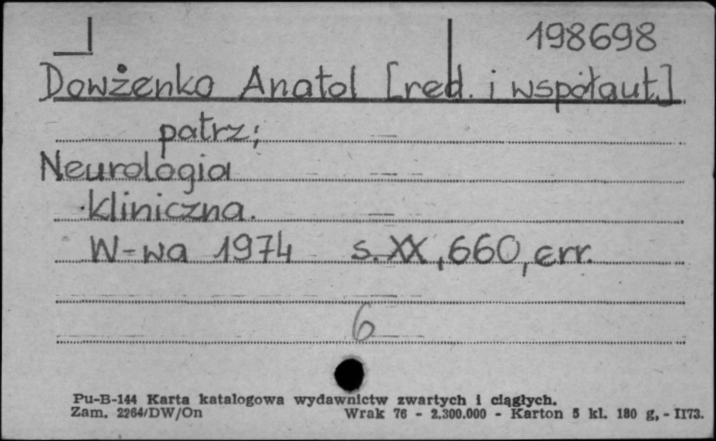 198698
Dowżenko Anatol [red. i współaut.]
patrz;
Neurologia
kliniczna.
W-wa 1974 s. XX, 660, err.
6
Pu-B-144 Karta katalogowa wydawnictw zwartych i ciągłych.
Zam. 2264/DW/On Wrak 76 - 2.300.000 - Karton 5 kl. 180 g, - II73.